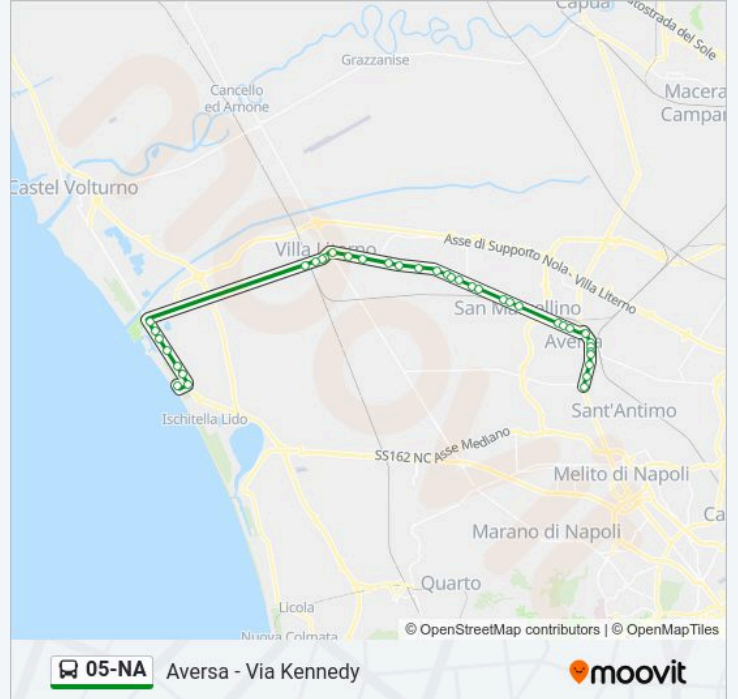 Capua
Autostrada del Sole
Grazzanise
Cancello
ed Arnone
Macera
Campan
Castel Volturno
Villa Literno
Asse di Supporto Nola - Villa Literno
San Marcellino
Aversa
Sant'Antimo
Ischitella Lido
SS162 NC Asse Mediano
Melito di Napoli
Ca
Marano di Napoli
Quarto
Licola
Nuova Colmata
© OpenStreetMap contributors | © OpenMapTiles
05-NA Aversa - Via Kennedy
moovit